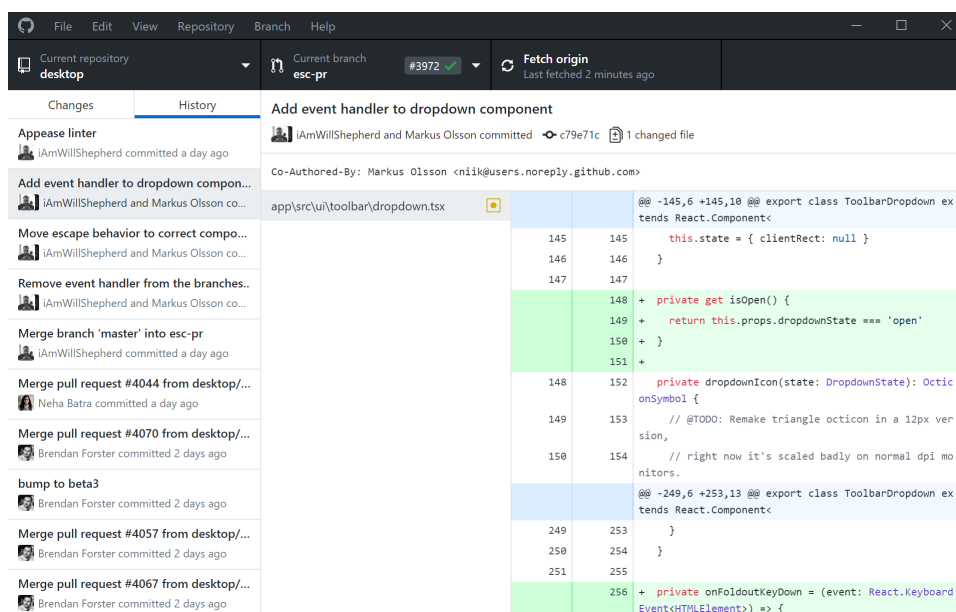 File Edit View Repository Branch Help
Current repository
desktop
Current branch
esc-pr
#3972
Fetch origin
Last fetched 2 minutes ago
Changes History
Appease linter
iAmWillShepherd committed a day ago
Add event handler to dropdown compon...
iAmWillShepherd and Markus Olsson co...
Move escape behavior to correct compo...
iAmWillShepherd and Markus Olsson co...
Remove event handler from the branches..
iAmWillShepherd and Markus Olsson co...
Merge branch 'master' into esc-pr
iAmWillShepherd committed a day ago
Merge pull request #4044 from desktop/...
Neha Batra committed a day ago
Merge pull request #4070 from desktop/...
Brendan Forster committed 2 days ago
bump to beta3
Brendan Forster committed 2 days ago
Merge pull request #4057 from desktop/...
Brendan Forster committed 2 days ago
Merge pull request #4067 from desktop/...
Brendan Forster committed 2 days ago
Add event handler to dropdown component
iAmWillShepherd and Markus Olsson committed c79e71c 1 changed file
Co-Authored-By: Markus Olsson <niik@users.noreply.github.com>
app\src\ui\toolbar\dropdown.tsx
@@ -145,6 +145,10 @@ export class ToolbarDropdown ex
tends React.Component<
145 145 this.state = { clientRect: null }
146 146 }
147 147
148 + private get isOpen() {
149 + return this.props.dropdownState === 'open'
150 + }
151 +
148 152 private dropdownIcon(state: DropdownState): Octic
onSymbol {
149 153 // @TODO: Remake triangle octicon in a 12px ver
sion,
150 154 // right now it's scaled badly on normal dpi mo
nitors.
@@ -249,6 +253,13 @@ export class ToolbarDropdown ex
tends React.Component<
249 253 }
250 254 }
251 255
256 + private onFoldoutKeyDown = (event: React.Keyboard
Event<HTMLElement>) => {